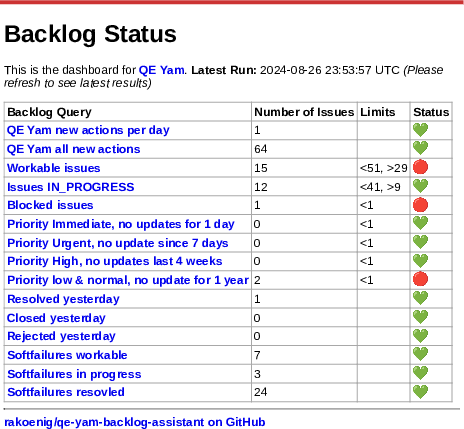 Backlog Status
This is the dashboard for QE Yam. Latest Run: 2024-08-26 23:53:57 UTC (Please
refresh to see latest results)
Backlog Query Number of Issues Limits Status
QE Yam new actions per day 1
QE Yam all new actions 64
Workable issues 15 <51, >29
Issues IN_PROGRESS 12 <41, >9
Blocked issues 1 <1
Priority Immediate, no updates for 1 day 0 <1
Priority Urgent, no update since 7 days 0 <1
Priority High, no updates last 4 weeks 0 <1
Priority low & normal, no update for 1 year 2 <1
Resolved yesterday 1
Closed yesterday 0
Rejected yesterday 0
Softfailures workable 7
Softfailures in progress 3
Softfailures resovled 24
rakoenig/qe-yam-backlog-assistant on GitHub